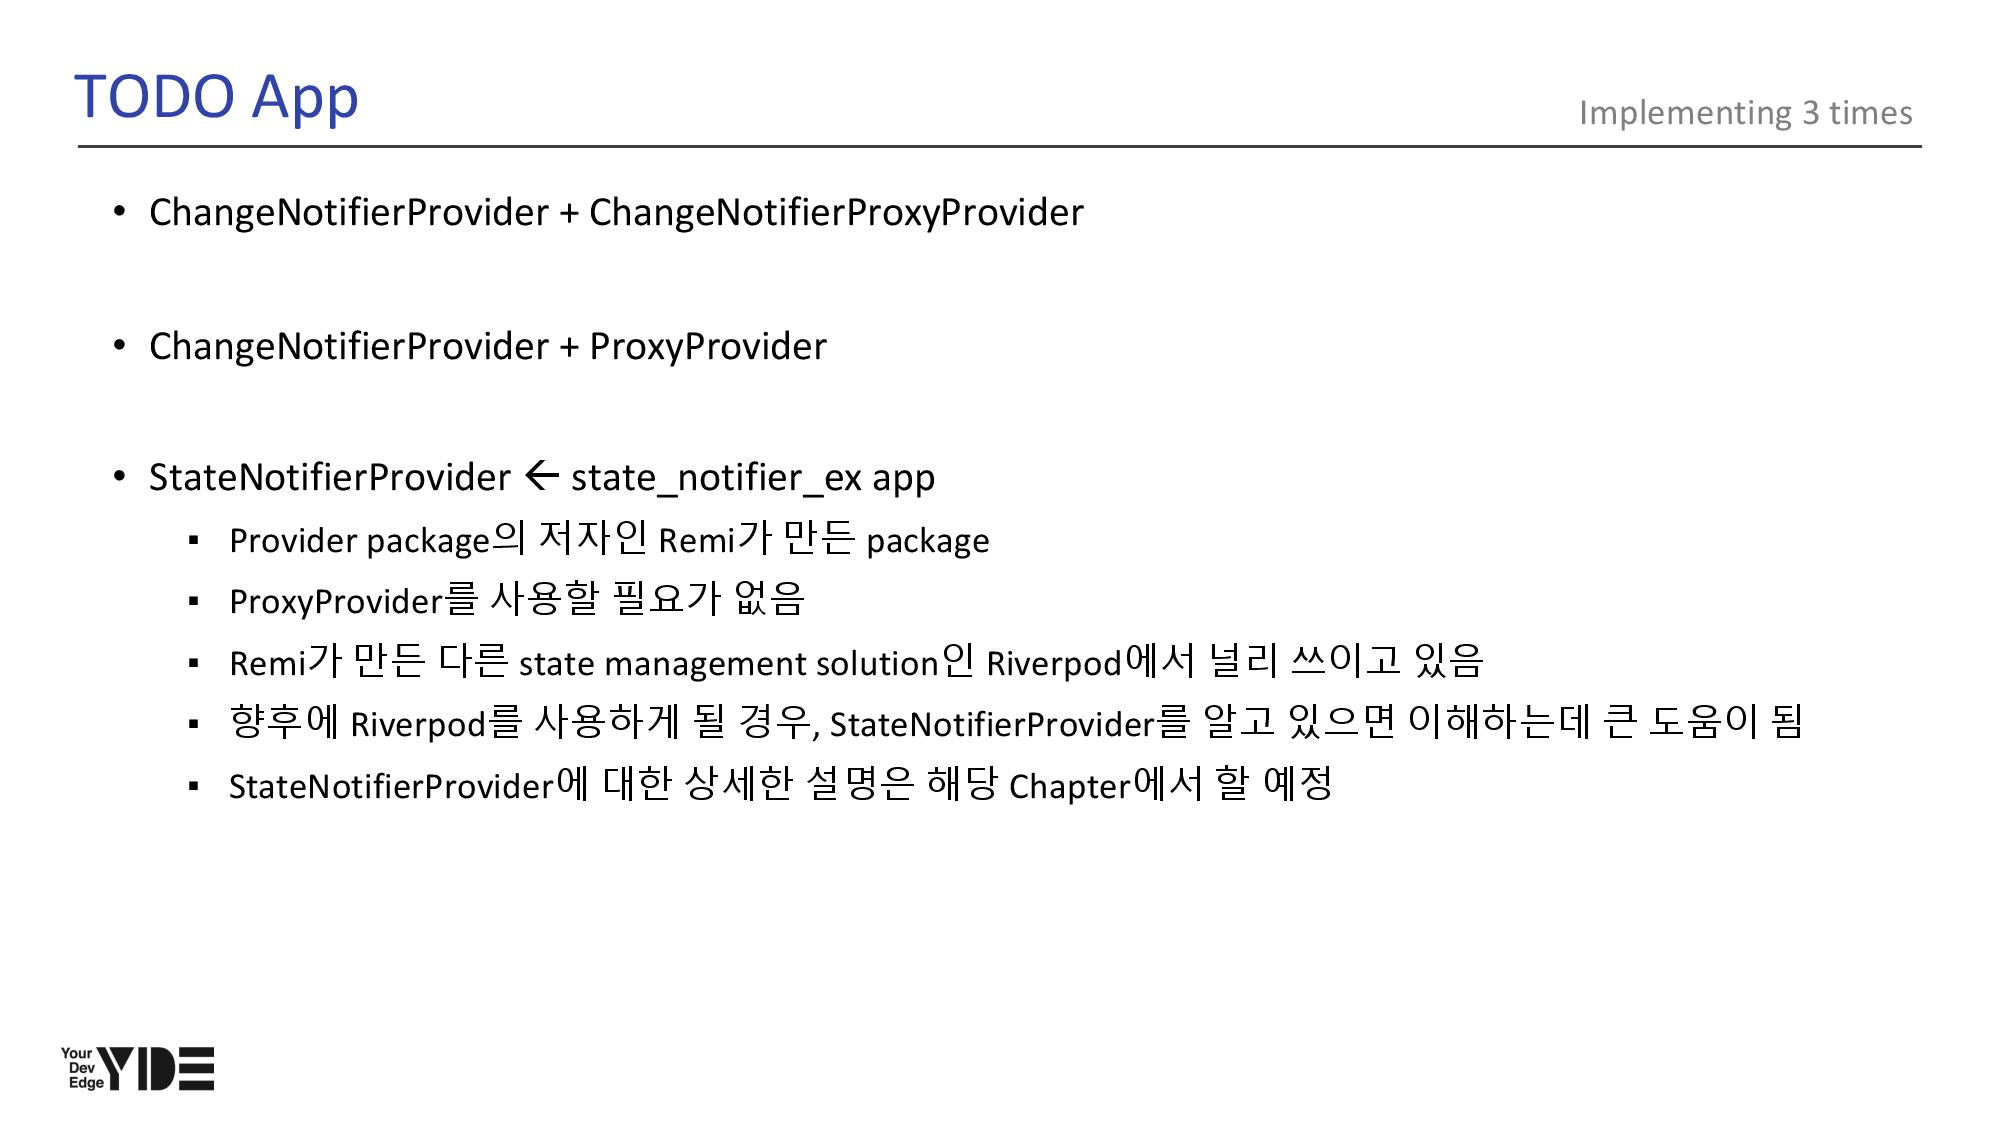 TODO App
Implementing 3 times
• ChangeNotifierProvider + ChangeNotifierProxyProvider
• ChangeNotifierProvider + ProxyProvider
• StateNotifierProvider ← state_notifier_ex app
▪ Provider package의 저자인 Remi가 만든 package
▪ ProxyProvider를 사용할 필요가 없음
▪ Remi가 만든 다른 state management solution인 Riverpod에서 널리 쓰이고 있음
▪ 향후에 Riverpod를 사용하게 될 경우, StateNotifierProvider를 알고 있으면 이해하는데 큰 도움이 됨
▪ StateNotifierProvider에 대한 상세한 설명은 해당 Chapter에서 할 예정
Your
Dev
Edge
YDE